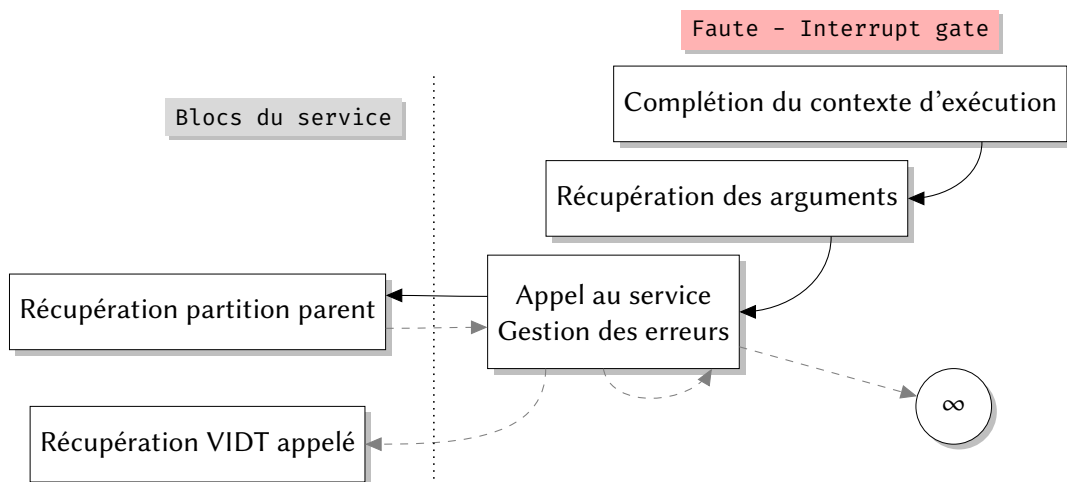 Faute - Interrupt gate
Complétion du contexte d'exécution
Blocs du service
Récupération des arguments
Récupération partition parent
Appel au service
Gestion des erreurs
∞
Récupération VIDT appelé